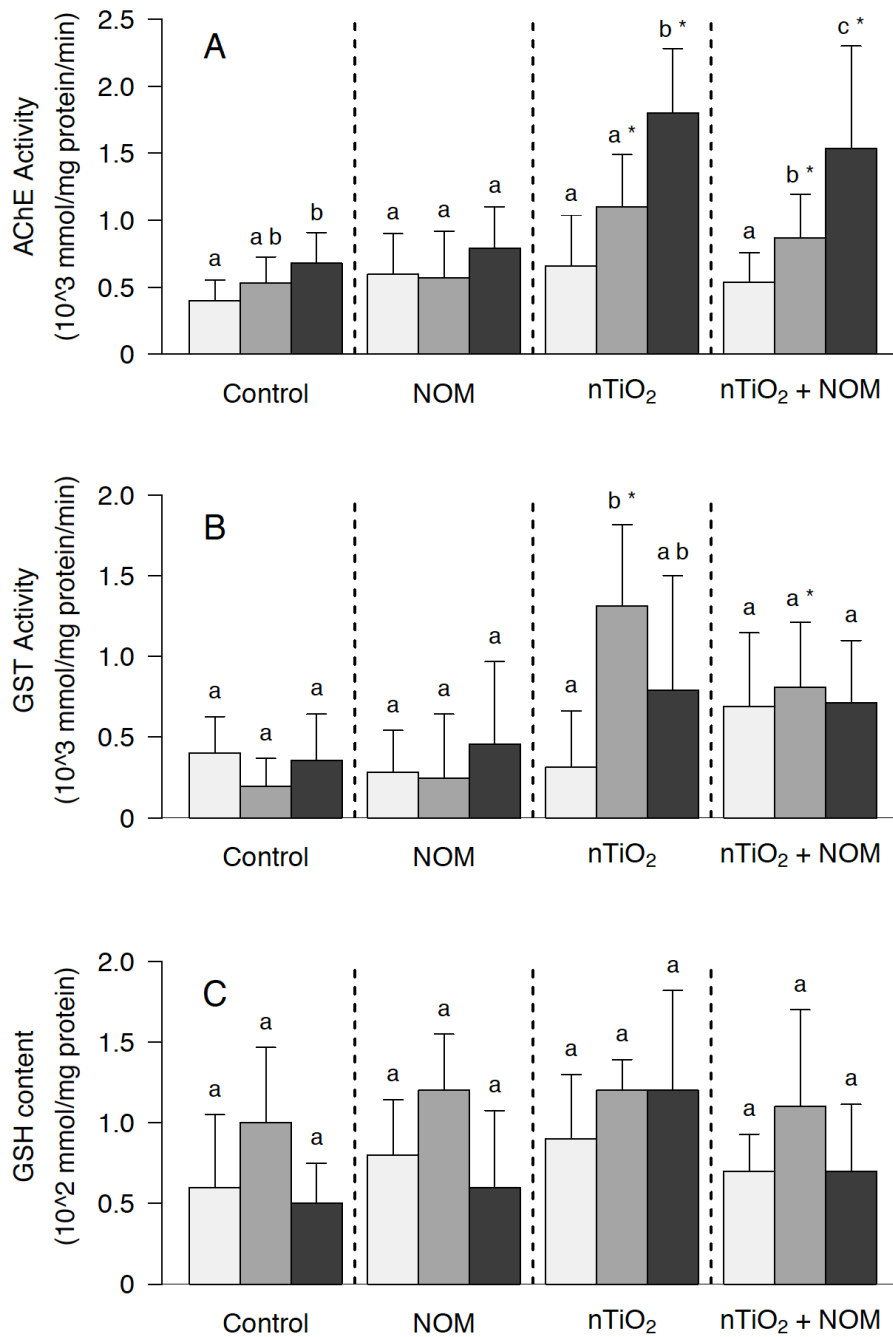 A
AChE Activity
(10^3 mmol/mg protein/min)
2.5
2.0
1.5
1.0
0.5
0
a
a b
b
a
a
a
a
a *
b *
a
b *
c *
Control
NOM
nTiO₂
nTiO₂ + NOM
B
GST Activity
(10^3 mmol/mg protein/min)
2.0
1.5
1.0
0.5
0
a
a
a
a
a
a
a
b *
a b
a
a *
a
Control
NOM
nTiO₂
nTiO₂ + NOM
C
GSH content
(10^2 mmol/mg protein)
2.0
1.5
1.0
0.5
0
a
a
a
a
a
a
a
a
a
a
a
a
Control
NOM
nTiO₂
nTiO₂ + NOM